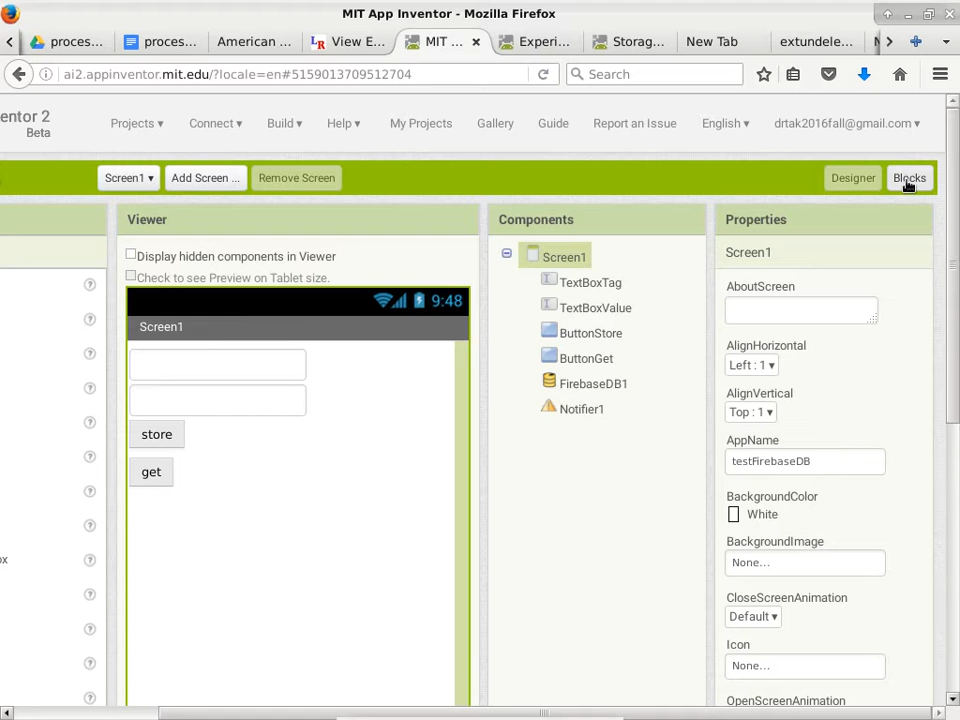 MIT App Inventor - Mozilla Firefox
proces...
proces...
American ...
View E...
MIT ...
Experi...
Storag...
New Tab
extundele...
ai2.appinventor.mit.edu/?locale=en#5159013709512704
Search
entor 2
Beta
Projects
Connect
Build
Help
My Projects
Gallery
Guide
Report an Issue
English
drtak2016fall@gmail.com
Screen1
Add Screen ...
Remove Screen
Designer
Blocks
Viewer
Components
Properties
Display hidden components in Viewer
Check to see Preview on Tablet size.
9:48
Screen1
store
get
ox
Screen1
TextBoxTag
TextBoxValue
ButtonStore
ButtonGet
FirebaseDB1
Notifier1
Screen1
AboutScreen
AlignHorizontal
Left : 1
AlignVertical
Top : 1
AppName
testFirebaseDB
BackgroundColor
White
BackgroundImage
None...
CloseScreenAnimation
Default
Icon
None...
OpenScreenAnimation